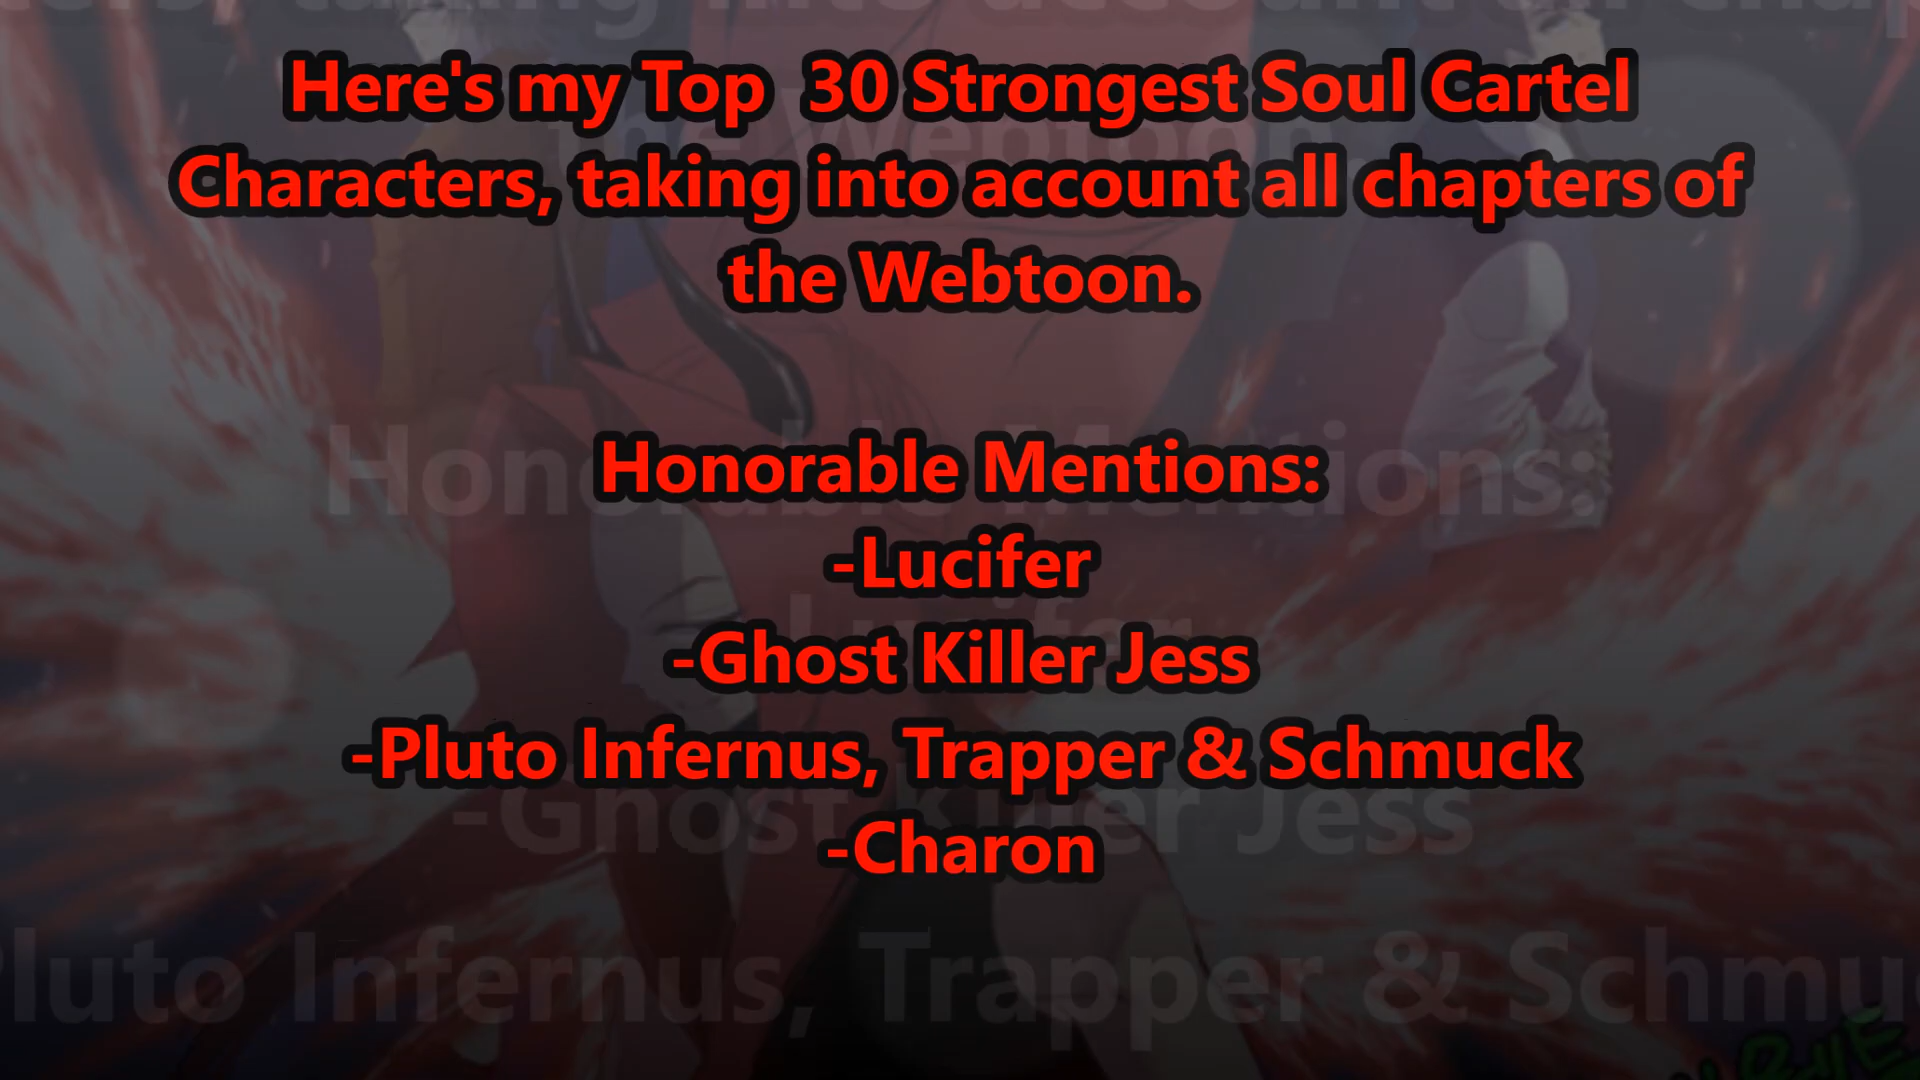 Here's my Top  30 Strongest Soul Cartel
Characters, taking into account all chapters of
the Webtoon.
Honorable Mentions:
-Lucifer
-Ghost Killer Jess
-Pluto Infernus, Trapper & Schmuck
-Charon